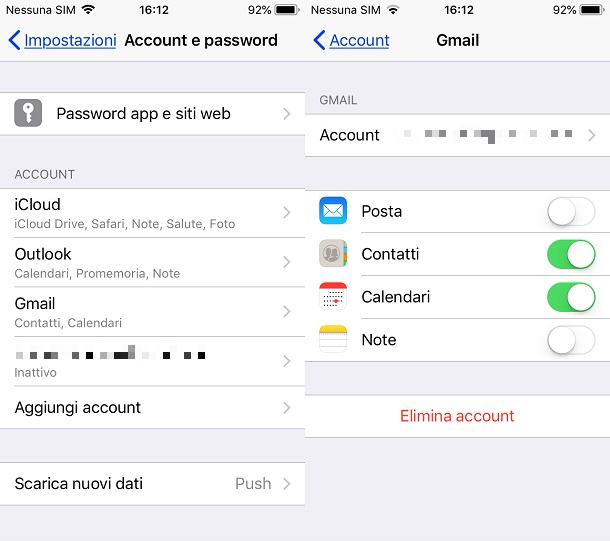 Nessuna SIM 16:12 92%
Impostazioni Account e password
Password app e siti web
ACCOUNT
iCloud
iCloud Drive, Safari, Note, Salute, Foto
Outlook
Calendari, Promemoria, Note
Gmail
Contatti, Calendari
Inattivo
Aggiungi account
Scarica nuovi dati Push
Nessuna SIM 16:12 92%
Account Gmail
GMAIL
Account
Posta
Contatti
Calendari
Note
Elimina account